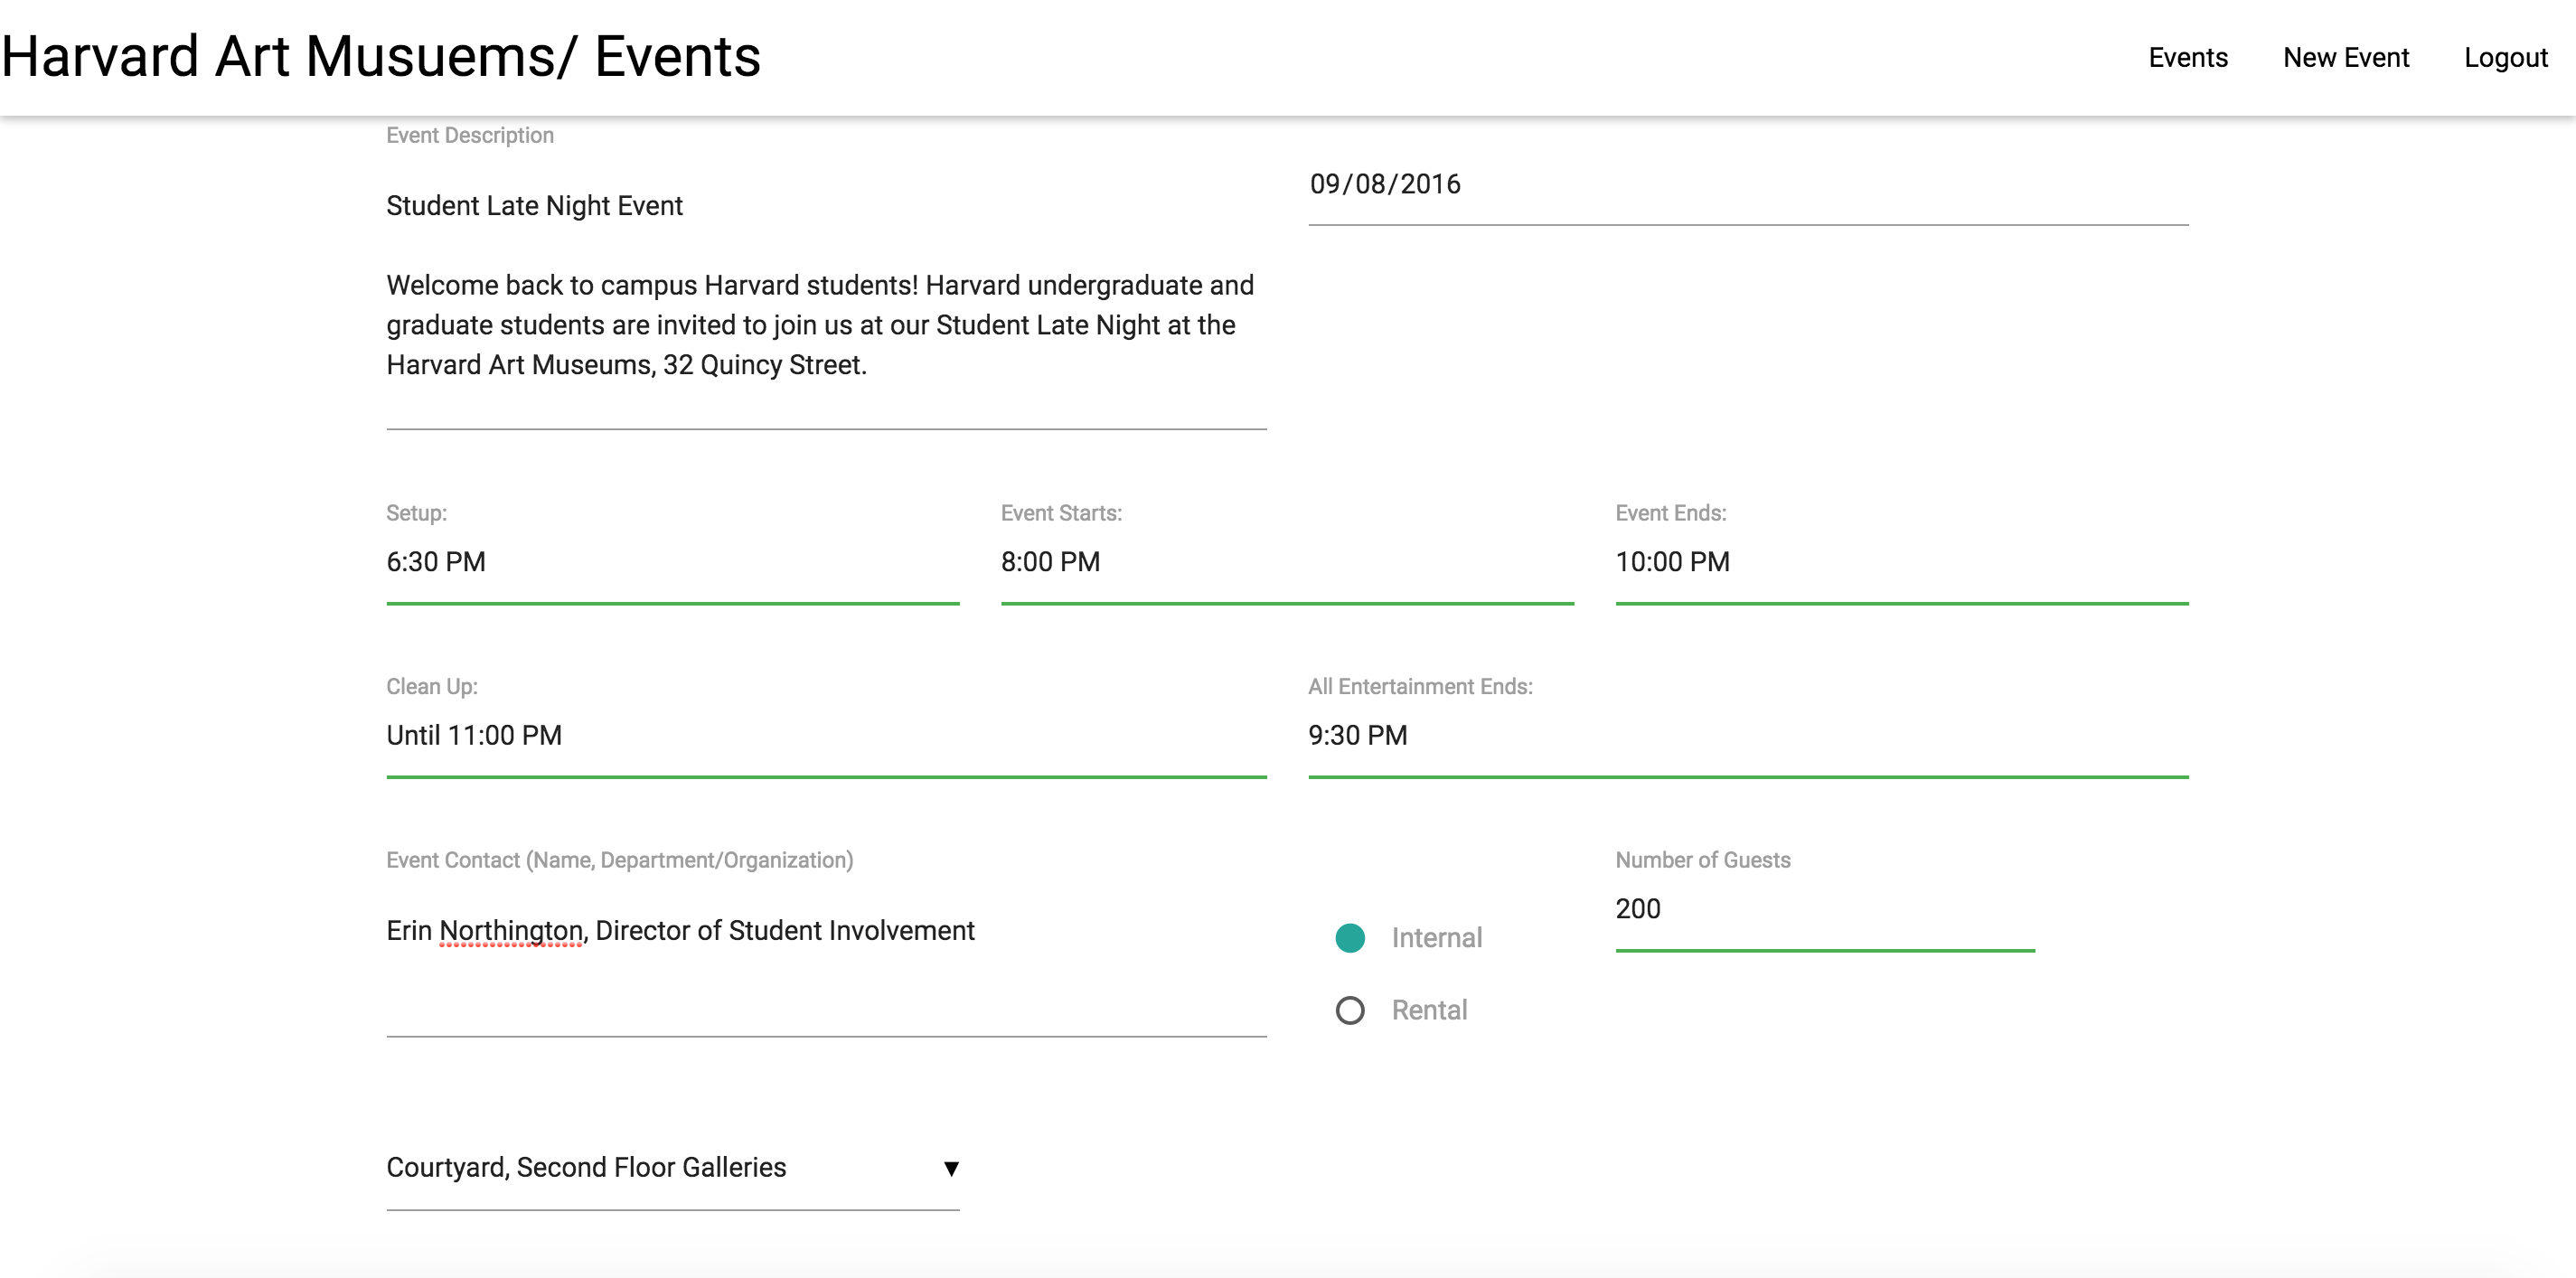 Harvard Art Musuems/ Events
Events
New Event
Logout
Event Description
Student Late Night Event
09/08/2016
Welcome back to campus Harvard students! Harvard undergraduate and
graduate students are invited to join us at our Student Late Night at the
Harvard Art Museums, 32 Quincy Street.
Setup:
6:30 PM
Event Starts:
8:00 PM
Event Ends:
10:00 PM
Clean Up:
Until 11:00 PM
All Entertainment Ends:
9:30 PM
Event Contact (Name, Department/Organization)
Erin Northington, Director of Student Involvement
Internal
Rental
Number of Guests
200
Courtyard, Second Floor Galleries